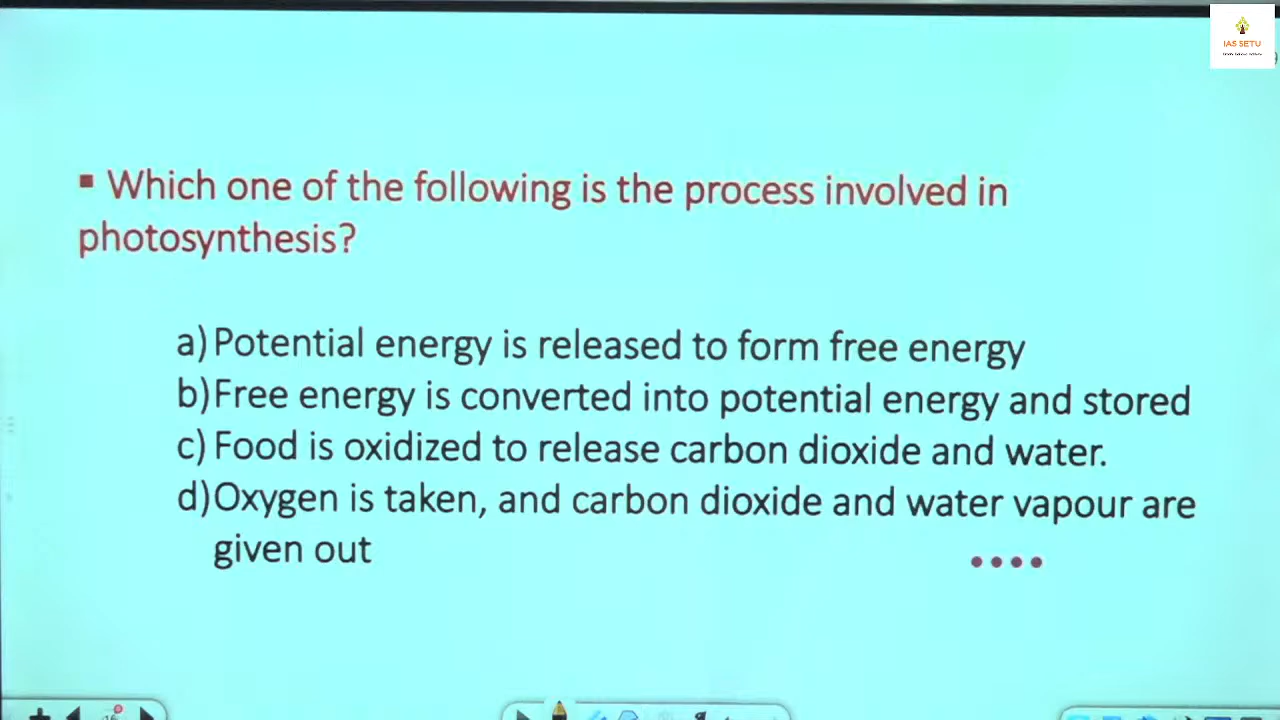 IAS SETU
▪ Which one of the following is the process involved in
photosynthesis?
a) Potential energy is released to form free energy
b) Free energy is converted into potential energy and stored
c) Food is oxidized to release carbon dioxide and water.
d) Oxygen is taken, and carbon dioxide and water vapour are
given out